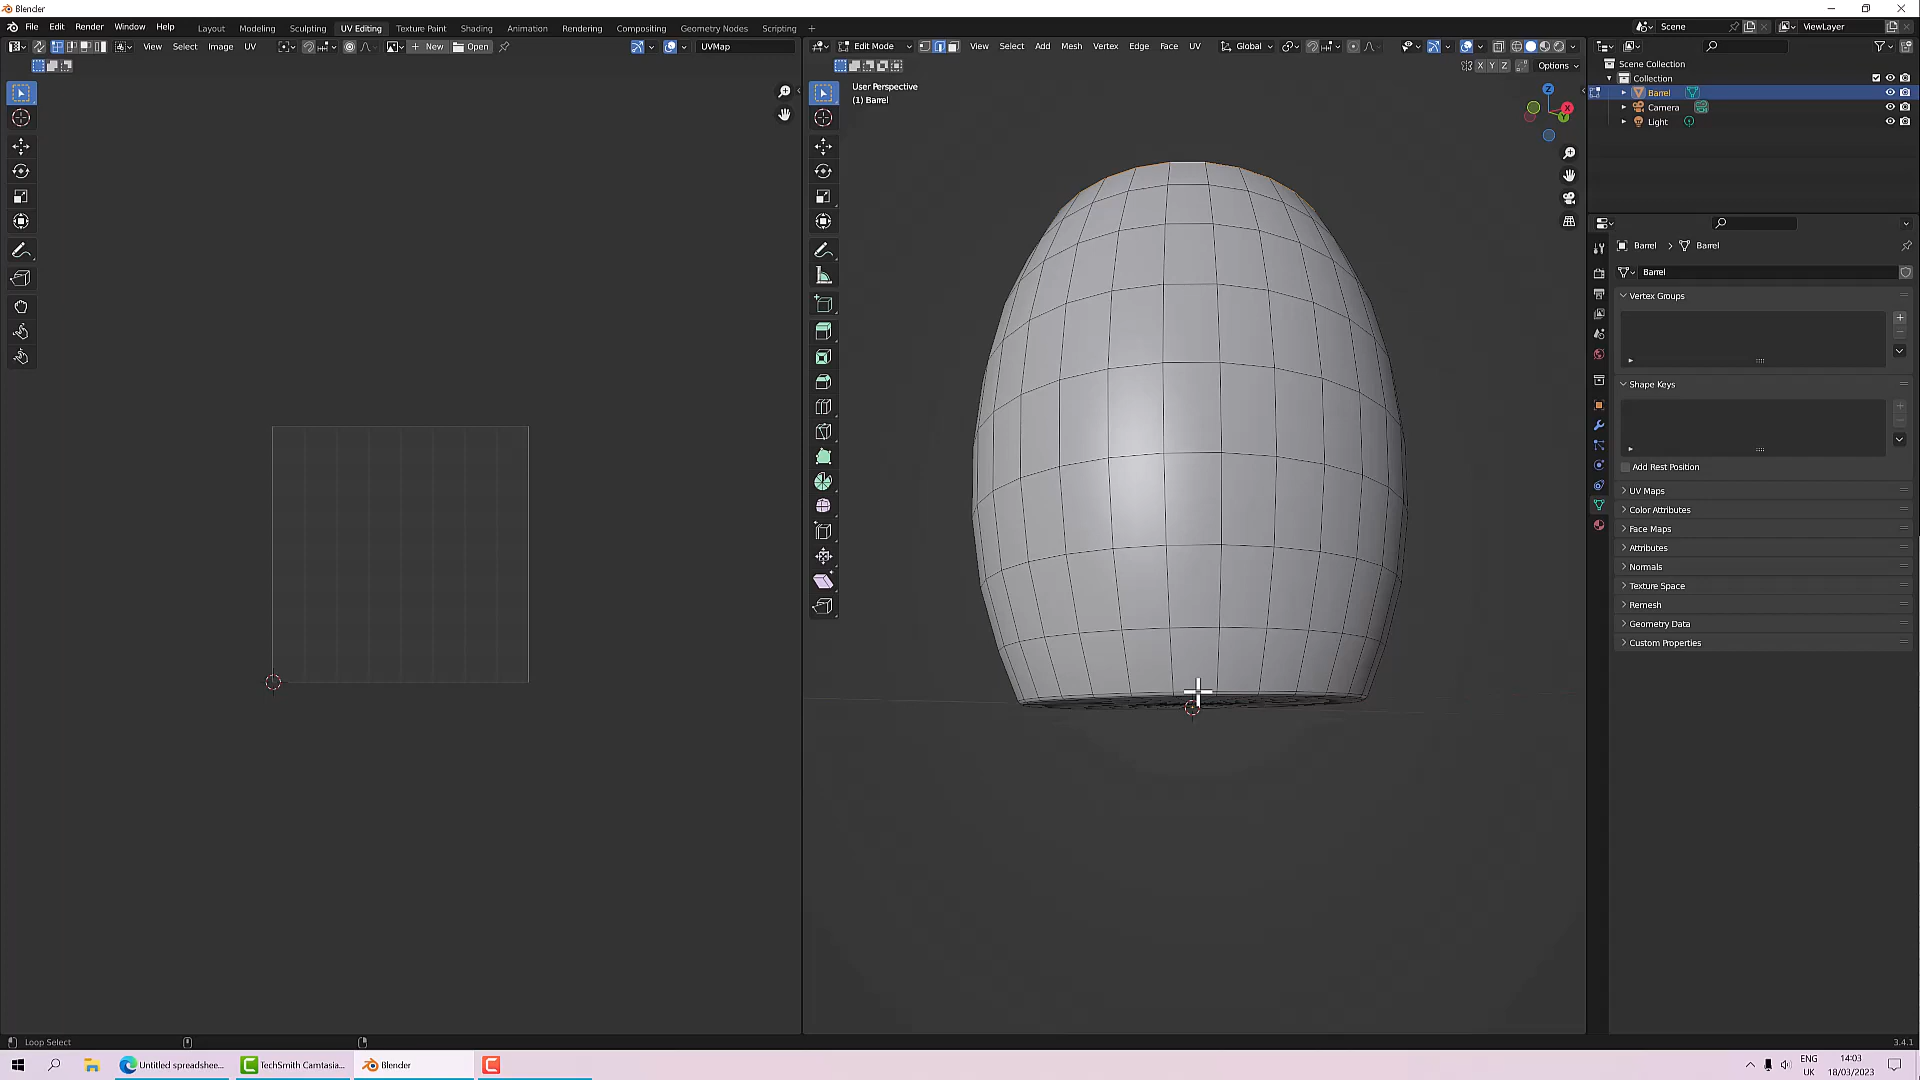 Blender
File Edit Render Window Help Layout Modeling Sculpting UV Editing Texture Paint Shading Animation Rendering Compositing Geometry Nodes Scripting + Scene ViewLayer
View Select Image UV New Open UVMap Edit Mode View Select Add Mesh Vertex Edge Face UV Global
X Y Z Options
User Perspective
(1) Barrel
Z
X
Y
Scene Collection
Collection
Barrel
Camera
Light
Barrel > Barrel
Barrel
Vertex Groups
Shape Keys
Add Rest Position
UV Maps
Color Attributes
Face Maps
Attributes
Normals
Texture Space
Remesh
Geometry Data
Custom Properties
Loop Select
3.4.1
Untitled spreadshee... TechSmith Camtasia... Blender
ENG
UK
14:03
18/03/2023